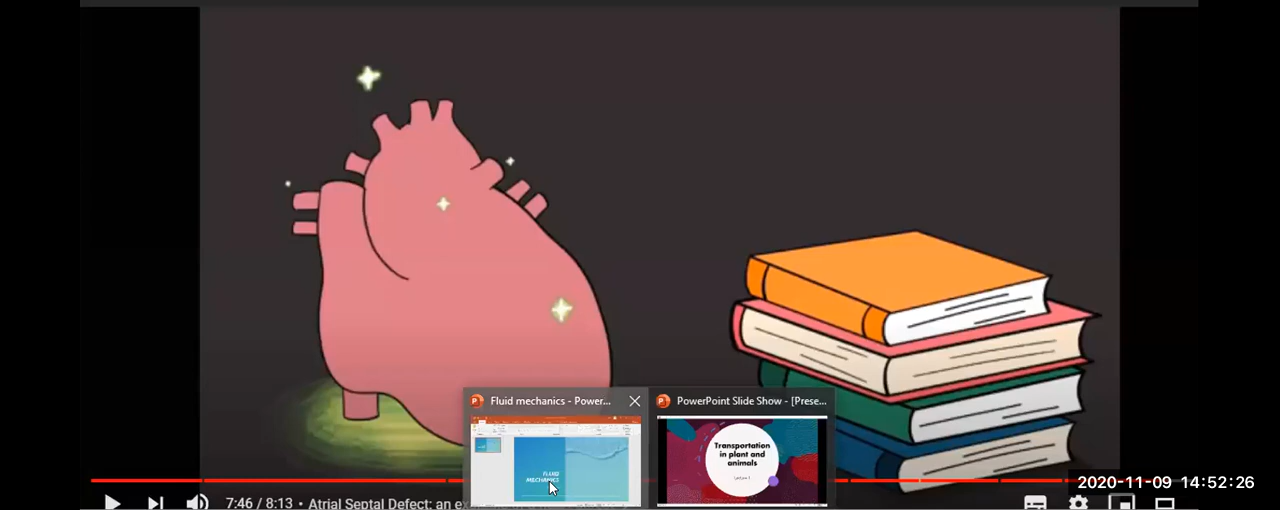 Fluid mechanics - Power...
PowerPoint Slide Show - [Prese...
FLUID
MECHANICS
Transportation
in plant and
animals
2020-11-09 14:52:26
7:46 / 8:13 • Atrial Septal Defect: an ex